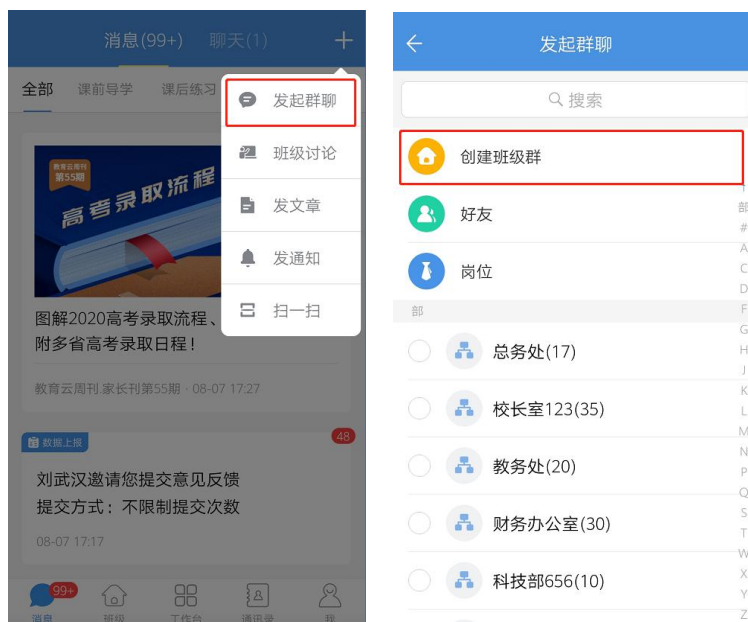 消息(99+)
聊天(1)
全部
课前导学
课后练习
发起群聊
班级讨论
发文章
发通知
扫一扫
教育云周刊
第55期
高考录取流程
图解2020高考录取流程、
附多省高考录取日程！
教育云周刊.家长刊第55期 · 08-07 17:27
数据上报
48
刘武汉邀请您提交意见反馈
提交方式：不限制提交次数
08-07 17:17
99+
消息
班级
工作台
通讯录
我
发起群聊
搜索
创建班级群
好友
岗位
部
总务处(17)
校长室123(35)
教务处(20)
财务办公室(30)
科技部656(10)
部
#
A
C
D
F
G
H
J
K
L
M
N
P
Q
S
T
W
X
Y
Z